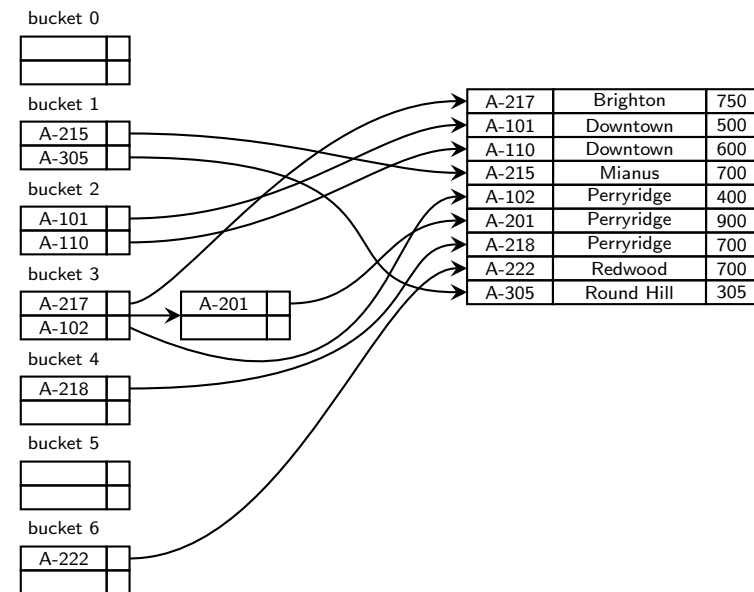 bucket 0
bucket 1
A-215
A-305
bucket 2
A-101
A-110
bucket 3
A-217
A-102
A-201
bucket 4
A-218
bucket 5
bucket 6
A-222
A-217 Brighton 750
A-101 Downtown 500
A-110 Downtown 600
A-215 Mianus 700
A-102 Perryridge 400
A-201 Perryridge 900
A-218 Perryridge 700
A-222 Redwood 700
A-305 Round Hill 305